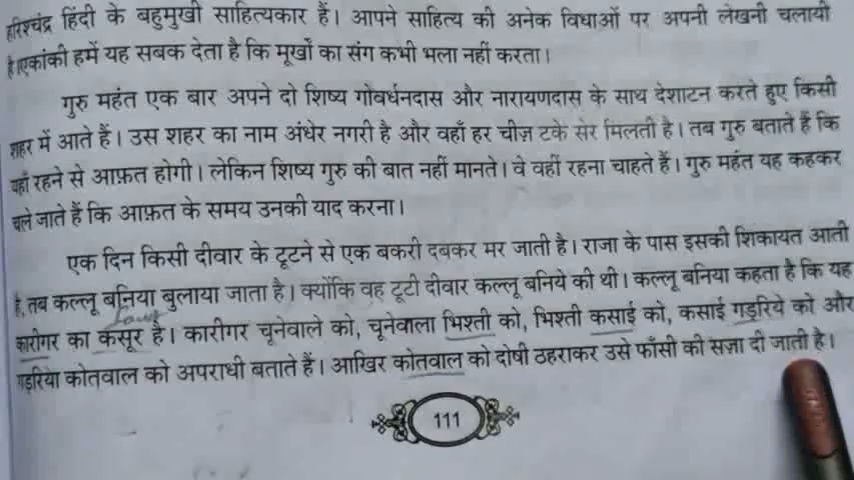 हरिश्चंद्र हिंदी के बहुमुखी साहित्यकार हैं। आपने साहित्य की अनेक विधाओं पर अपनी लेखनी चलायी
है।एकांकी हमें यह सबक देता है कि मूर्खों का संग कभी भला नहीं करता।
गुरु महंत एक बार अपने दो शिष्य गोवर्धनदास और नारायणदास के साथ देशाटन करते हुए किसी
शहर में आते हैं। उस शहर का नाम अंधेर नगरी है और वहाँ हर चीज़ टके सेर मिलती है। तब गुरु बताते हैं कि
यहाँ रहने से आफ़त होगी। लेकिन शिष्य गुरु की बात नहीं मानते। वे वहीं रहना चाहते हैं। गुरु महंत यह कहकर
चले जाते हैं कि आफ़त के समय उनकी याद करना।
एक दिन किसी दीवार के टूटने से एक बकरी दबकर मर जाती है। राजा के पास इसकी शिकायत आती
है, तब कल्लू बनिया बुलाया जाता है। क्योंकि वह टूटी दीवार कल्लू बनिये की थी। कल्लू बनिया कहता है कि यह
कारीगर का कसूर है। कारीगर चूनेवाले को, चूनेवाला भिश्ती को, भिश्ती कसाई को, कसाई गड़रिये को और
गड़रिया कोतवाल को अपराधी बताते हैं। आखिर कोतवाल को दोषी ठहराकर उसे फाँसी की सज़ा दी जाती है।
111